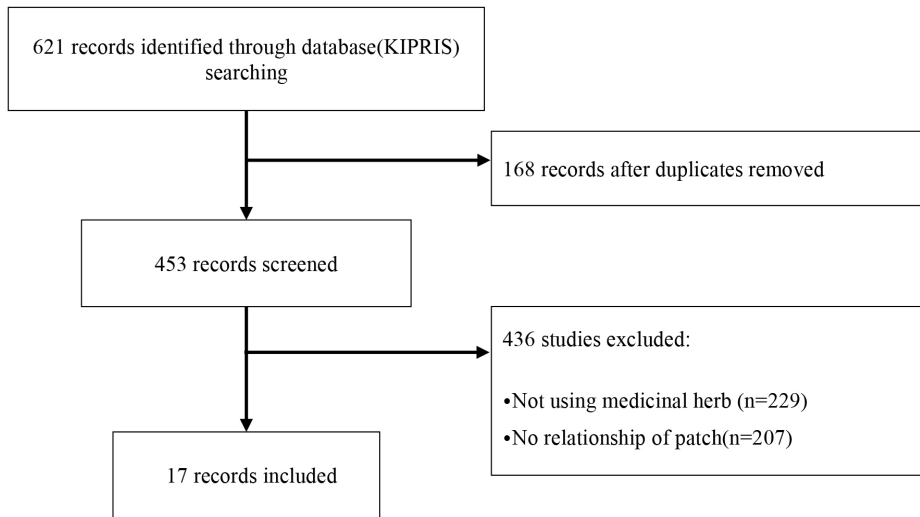 621 records identified through database(KIPRIS)
searching
168 records after duplicates removed
453 records screened
436 studies excluded:
•Not using medicinal herb (n=229)
•No relationship of patch(n=207)
17 records included